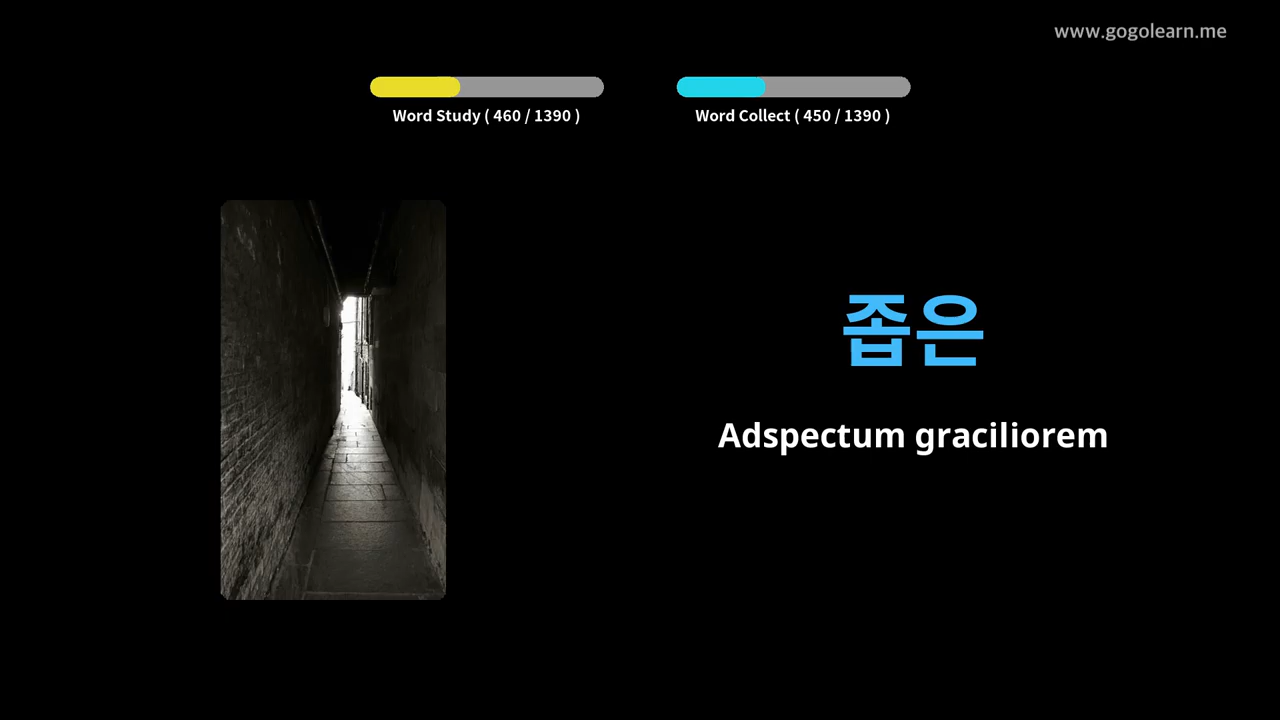 www.gogolearn.me
Word Study ( 460 / 1390 )
Word Collect ( 450 / 1390 )
좁은
Adspectum graciliorem